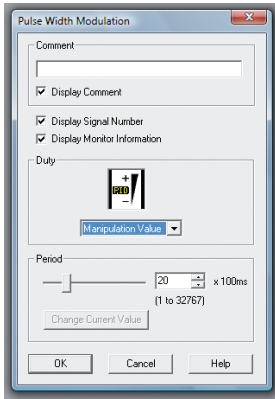 Pulse Width Modulation
Comment
Display Comment
Display Signal Number
Display Monitor Information
Duty
+
PID
−
Manipulation Value
Period
20 x 100ms
(1 to 32767)
Change Current Value
OK Cancel Help